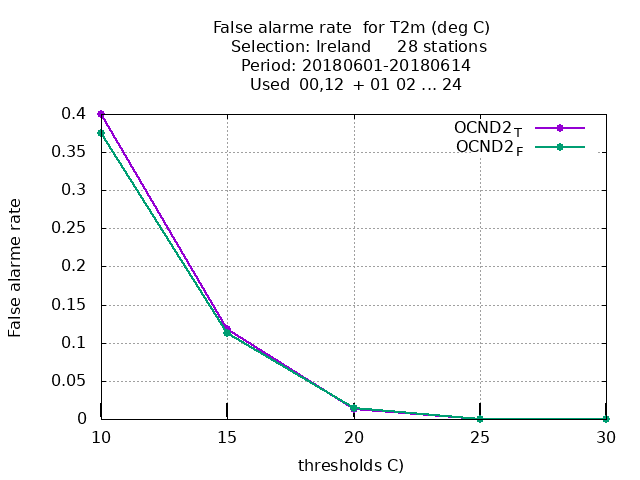 False alarme rate  for T2m (deg C)
Selection: Ireland     28 stations
Period: 20180601-20180614
Used  00,12  + 01 02 ... 24
OCND2T
OCND2F
False alarme rate
0.4
0.35
0.3
0.25
0.2
0.15
0.1
0.05
0
10 15 20 25 30
thresholds C)